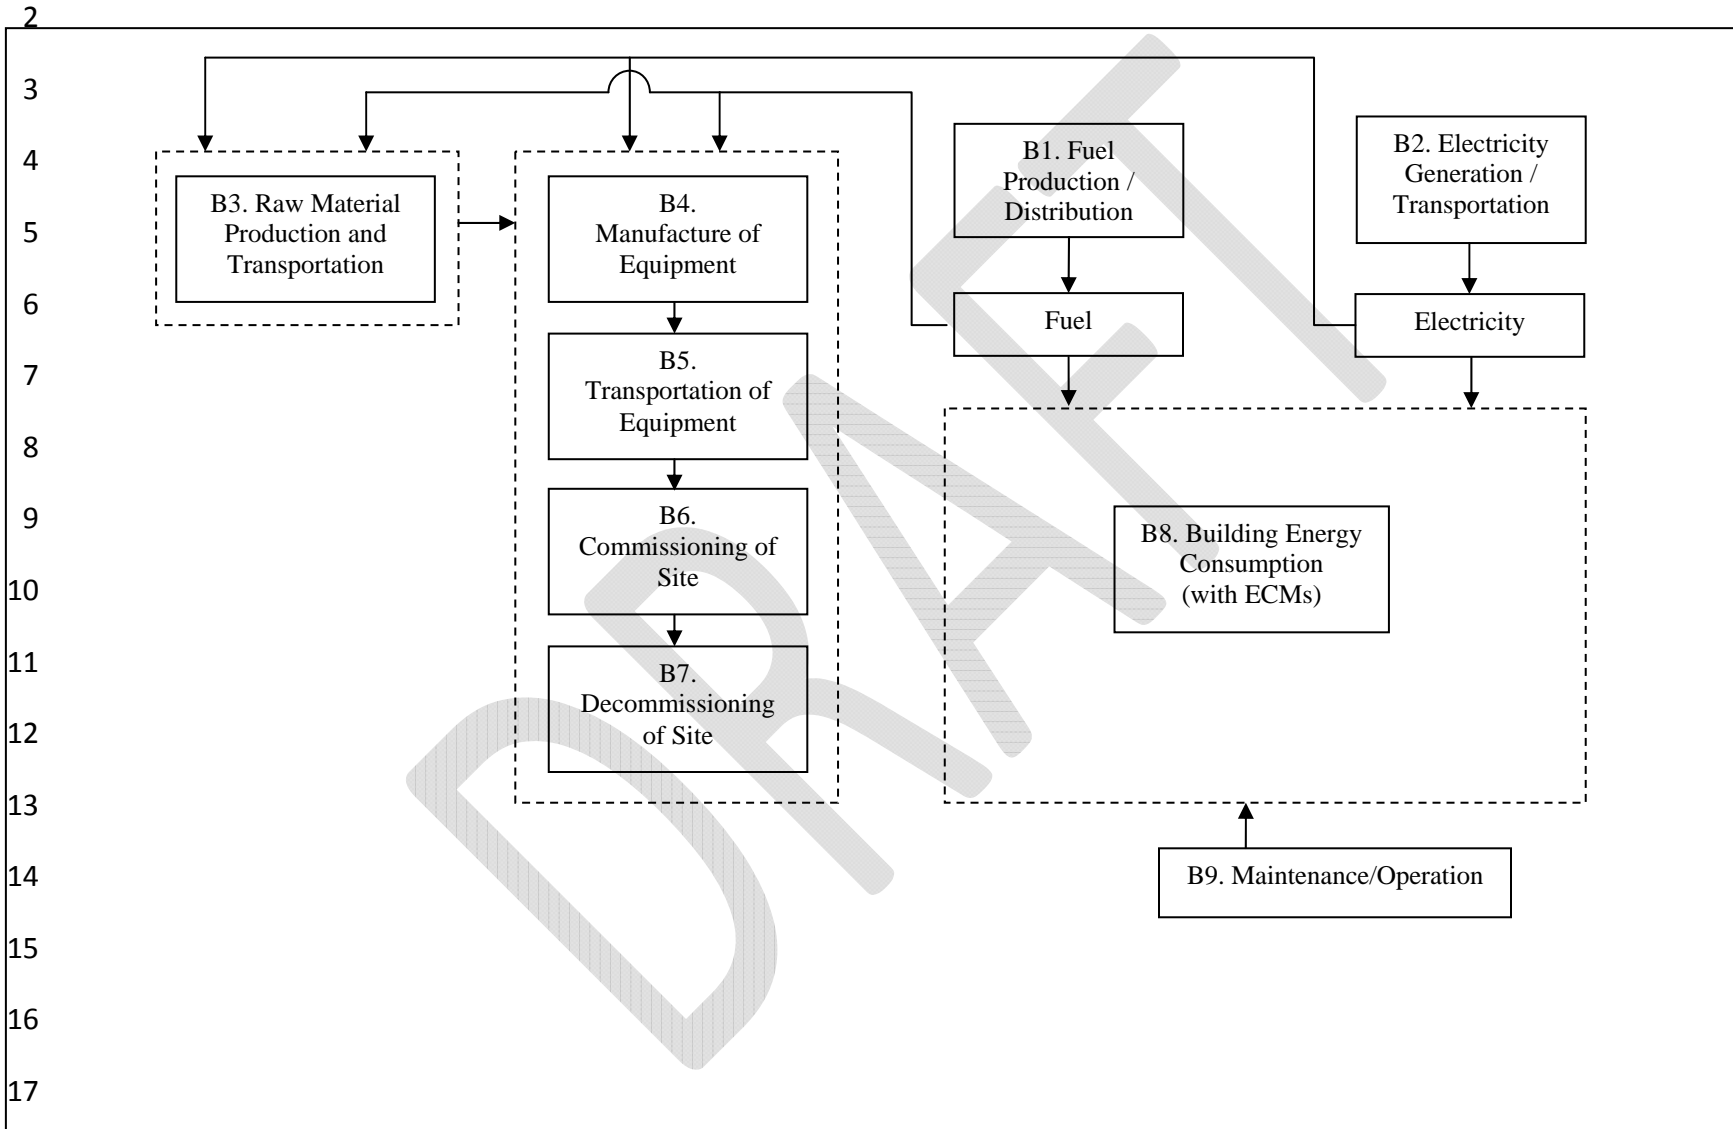 2
3
4
5
6
7
8
9
10
11
12
13
14
15
16
17
B3. Raw Material
Production and
Transportation
B4.
Manufacture of
Equipment
B5.
Transportation of
Equipment
B6.
Commissioning of
Site
B7.
Decommissioning
of Site
B1. Fuel
Production /
Distribution
Fuel
B2. Electricity
Generation /
Transportation
Electricity
B8. Building Energy
Consumption
(with ECMs)
B9. Maintenance/Operation
DRAFT